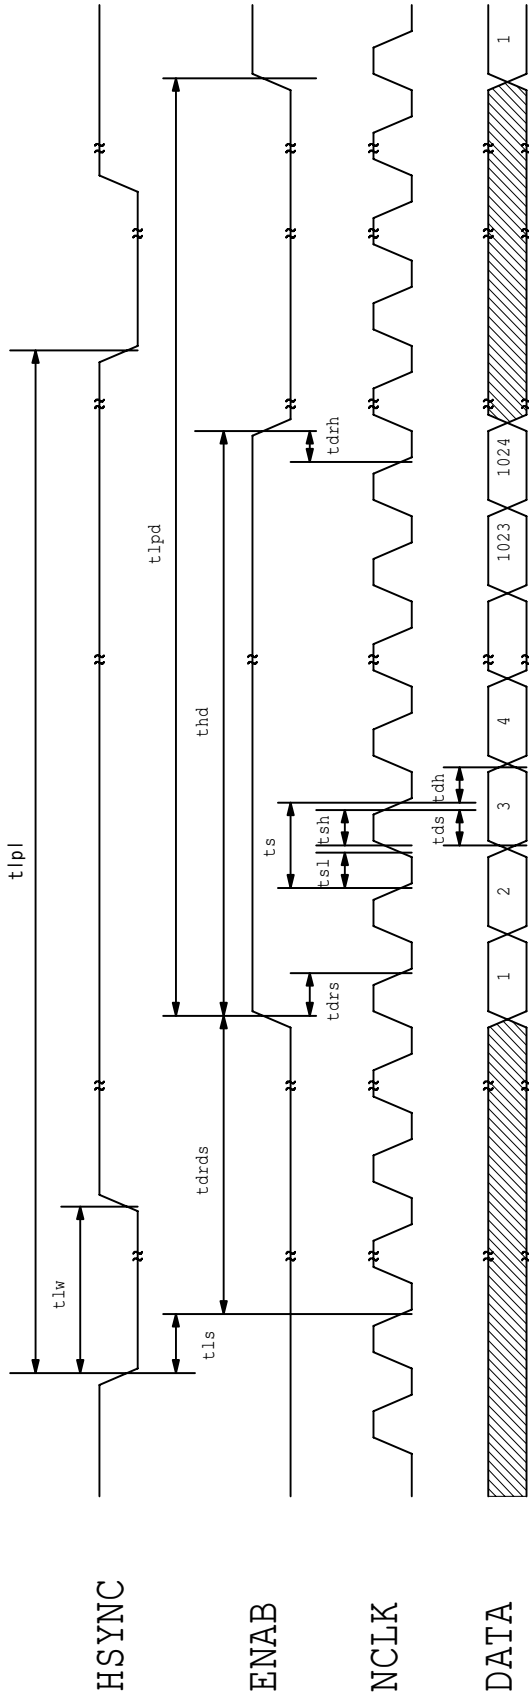 HSYNC
ENAB
NCLK
DATA
tlpl
tlw
tls
tlpd
tdrds
thd
tdrs
tdrh
ts
tsl
tsh
tds
tdh
1
2
3
4
1023
1024
1